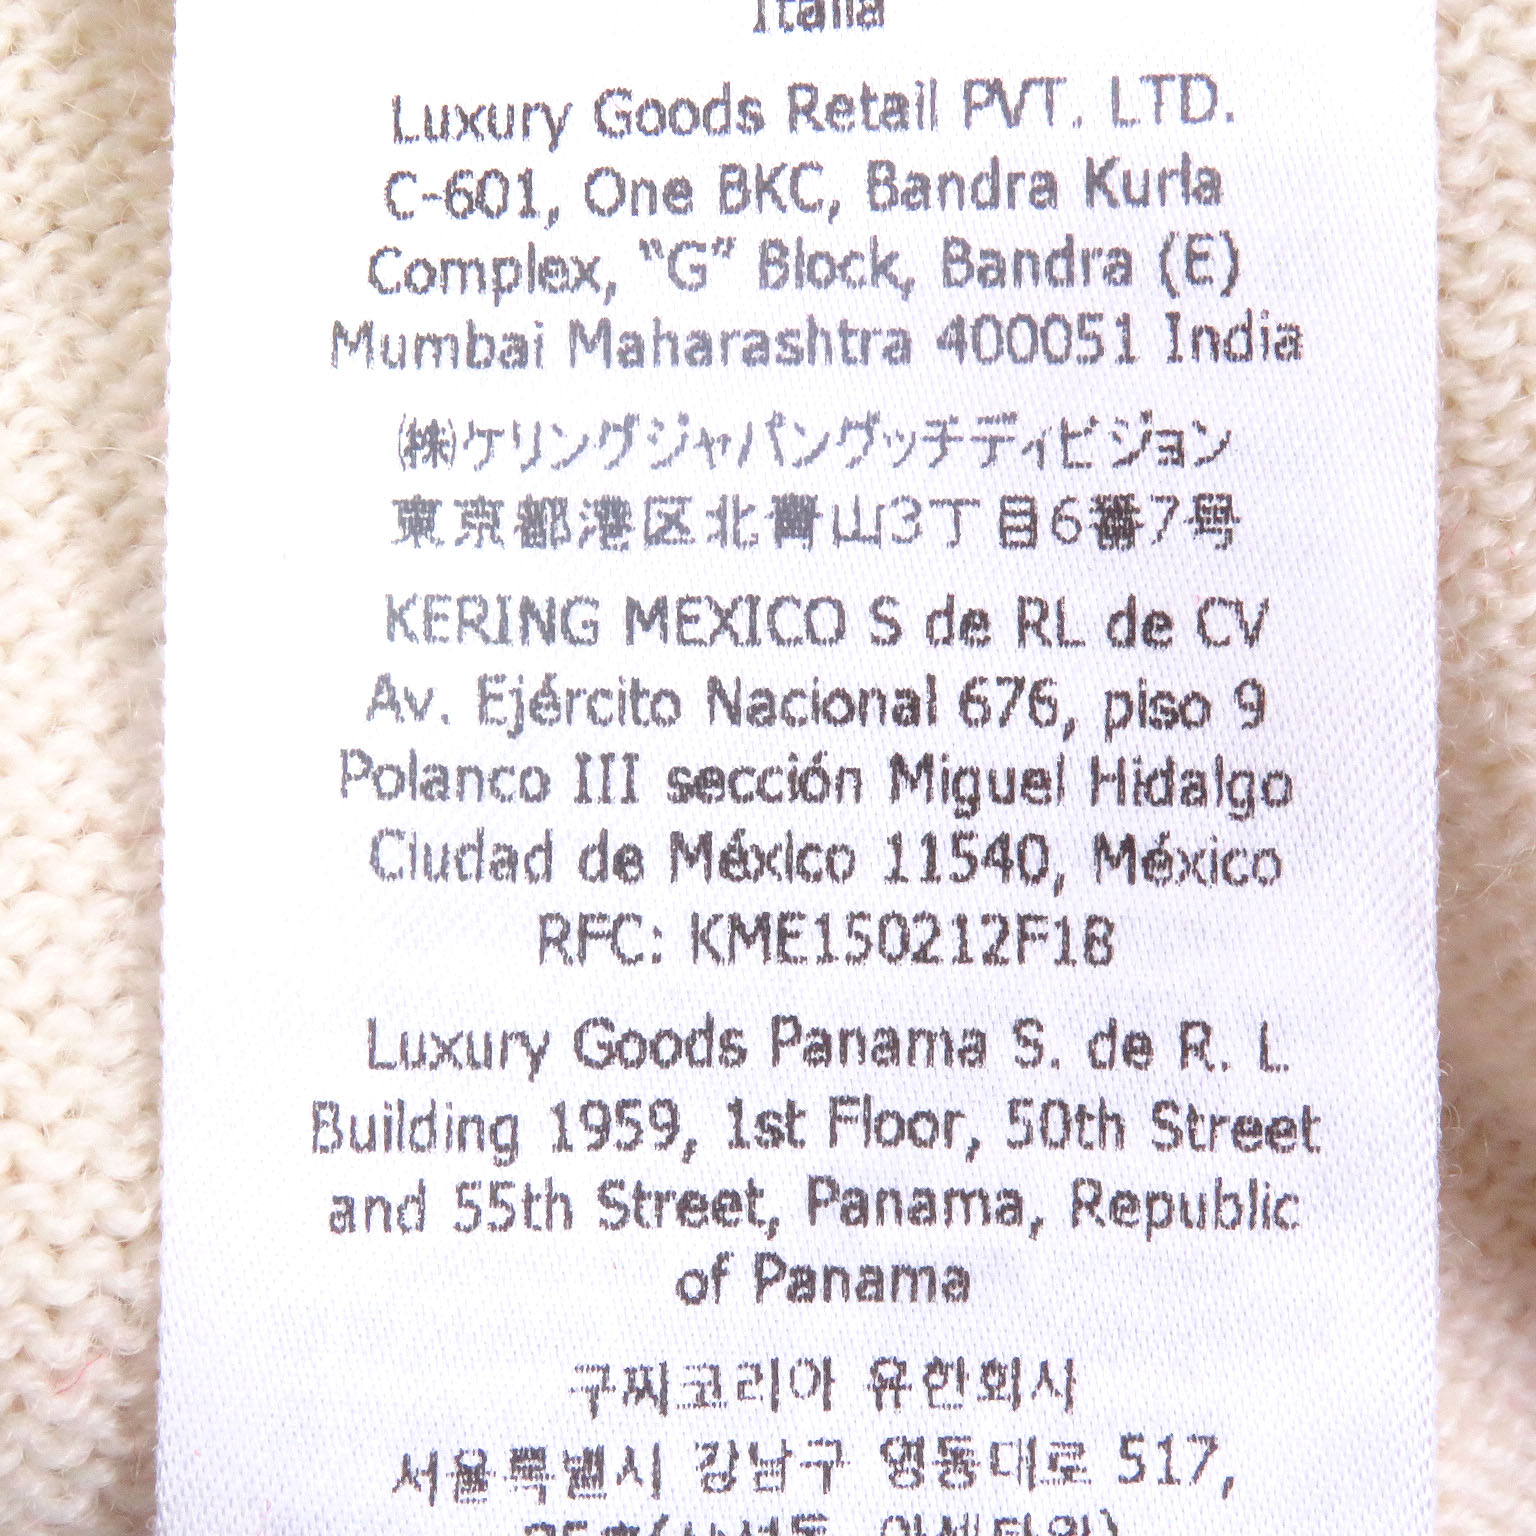 Italia
Luxury Goods Retail PVT. LTD.
C-601, One BKC, Bandra Kurla
Complex, "G" Block, Bandra (E)
Mumbai Maharashtra 400051 India
㈱ケリングジャパングッチディビジョン
東京都港区北青山3丁目6番7号
KERING MEXICO S de RL de CV
Av. Ejército Nacional 676, piso 9
Polanco III sección Miguel Hidalgo
Ciudad de México 11540, México
RFC: KME150212F18
Luxury Goods Panama S. de R. L
Building 1959, 1st Floor, 50th Street
and 55th Street, Panama, Republic
of Panama
구찌코리아 유한회사
서울특별시 강남구 영동대로 517,